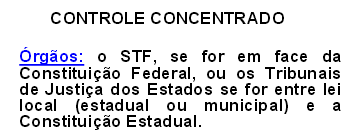 CONTROLE CONCENTRADO
Órgãos: o STF, se for em face da
Constituição Federal, ou os Tribunais
de Justiça dos Estados se for entre lei
local (estadual ou municipal) e a
Constituição Estadual.